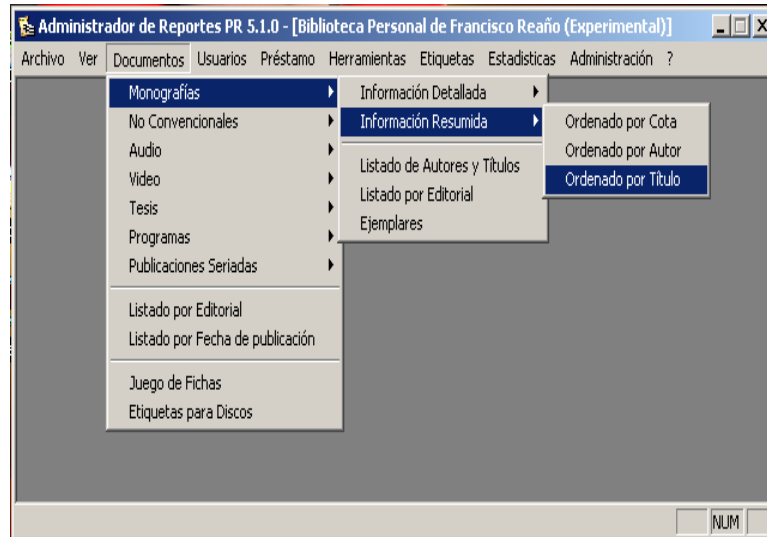 Administrador de Reportes PR 5.1.0 - [Biblioteca Personal de Francisco Reaño (Experimental)]
Archivo Ver Documentos Usuarios Préstamo Herramientas Etiquetas Estadisticas Administración ?
Monografías
No Convencionales
Audio
Video
Tesis
Programas
Publicaciones Seriadas
Listado por Editorial
Listado por Fecha de publicación
Juego de Fichas
Etiquetas para Discos
Información Detallada
Información Resumida
Listado de Autores y Títulos
Listado por Editorial
Ejemplares
Ordenado por Cota
Ordenado por Autor
Ordenado por Título
NUM